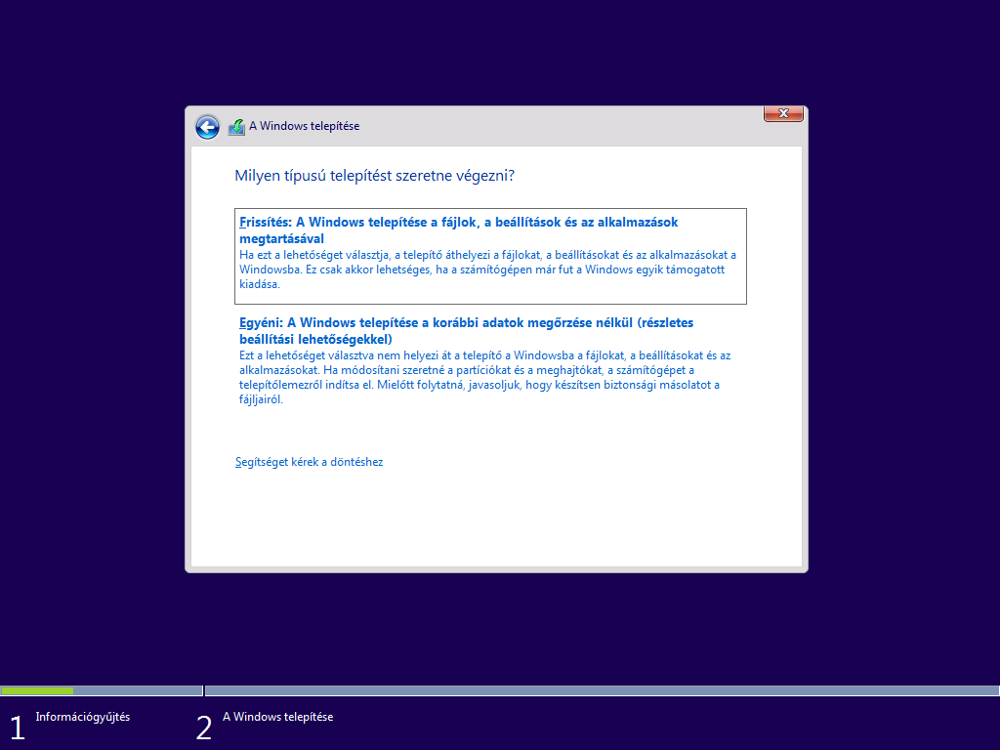 A Windows telepítése
Milyen típusú telepítést szeretne végezni?
Frissítés: A Windows telepítése a fájlok, a beállítások és az alkalmazások
megtartásával
Ha ezt a lehetőséget választja, a telepítő áthelyezi a fájlokat, a beállításokat és az alkalmazásokat a
Windowsba. Ez csak akkor lehetséges, ha a számítógépen már fut a Windows egyik támogatott
kiadása.
Egyéni: A Windows telepítése a korábbi adatok megőrzése nélkül (részletes
beállítási lehetőségekkel)
Ezt a lehetőséget választva nem helyezi át a telepítő a Windowsba a fájlokat, a beállításokat és az
alkalmazásokat. Ha módosítani szeretné a partíciókat és a meghajtókat, a számítógépet a
telepítőlemezről indítsa el. Mielőtt folytatná, javasoljuk, hogy készítsen biztonsági másolatot a
fájljairól.
Segítséget kérek a döntéshez
1 Információgyűjtés
2 A Windows telepítése